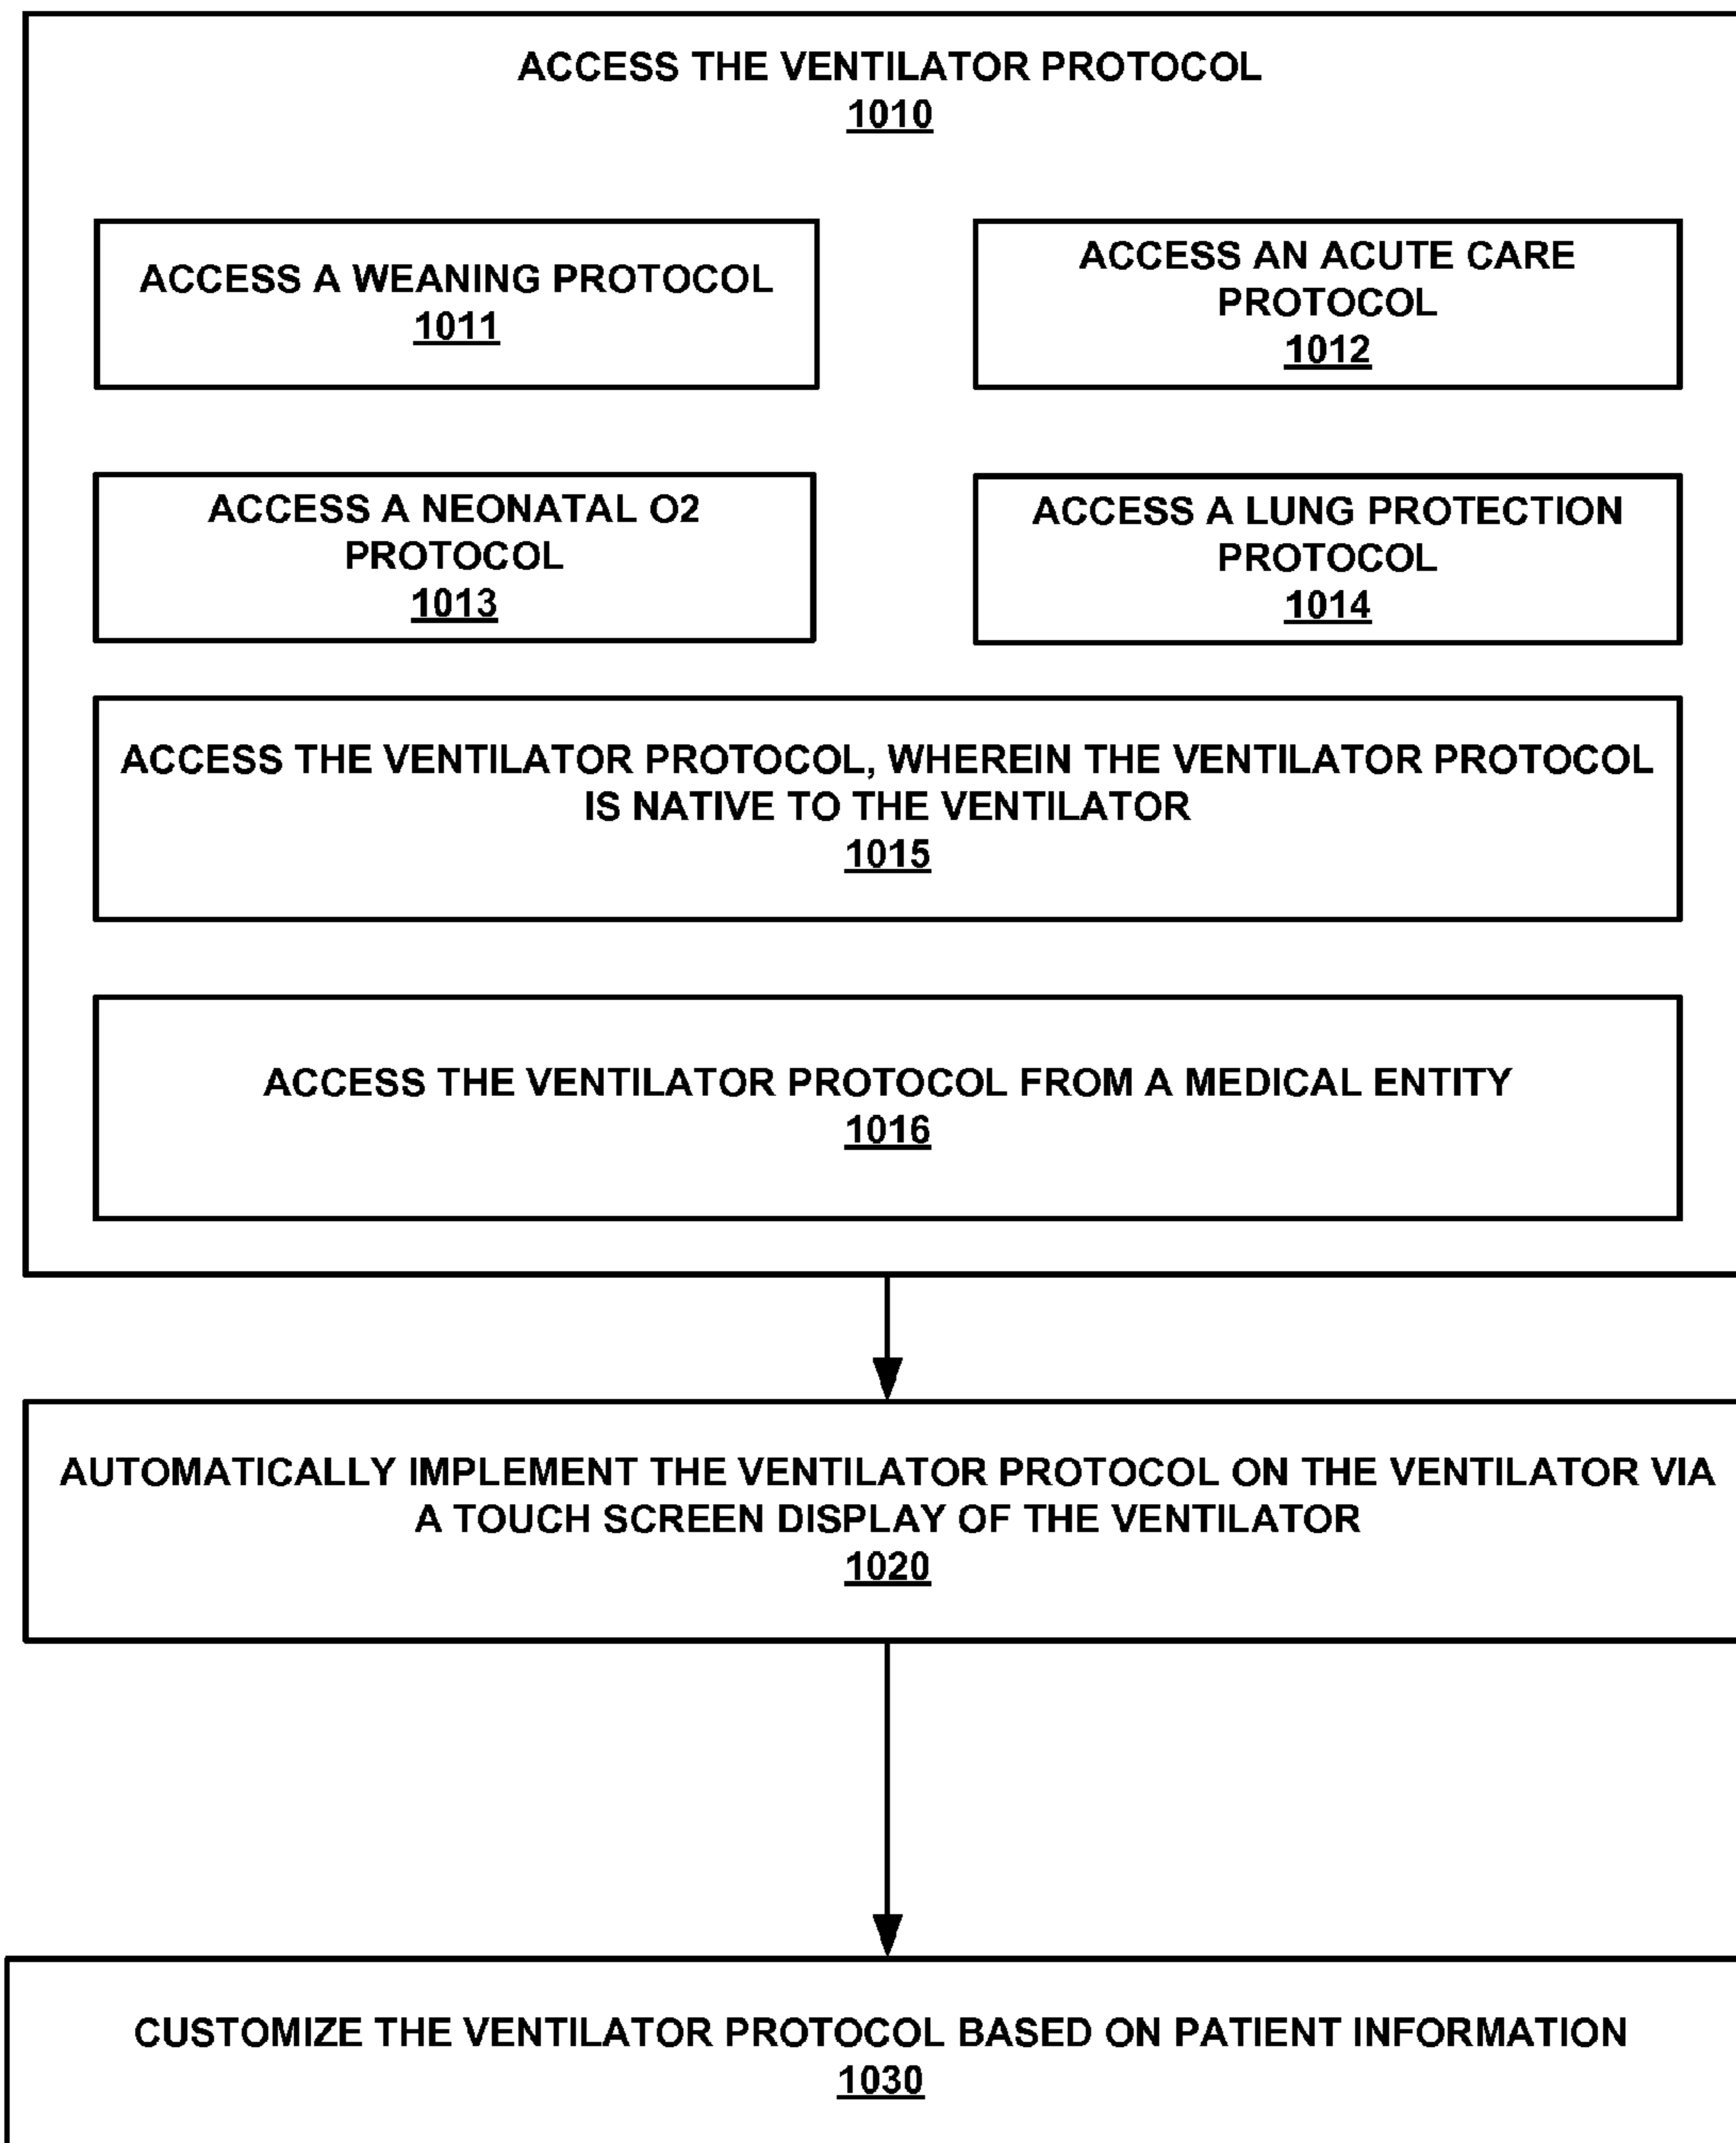 ACCESS THE VENTILATOR PROTOCOL
1010
ACCESS A WEANING PROTOCOL
1011
ACCESS AN ACUTE CARE
PROTOCOL
1012
ACCESS A NEONATAL O2
PROTOCOL
1013
ACCESS A LUNG PROTECTION
PROTOCOL
1014
ACCESS THE VENTILATOR PROTOCOL, WHEREIN THE VENTILATOR PROTOCOL
IS NATIVE TO THE VENTILATOR
1015
ACCESS THE VENTILATOR PROTOCOL FROM A MEDICAL ENTITY
1016
AUTOMATICALLY IMPLEMENT THE VENTILATOR PROTOCOL ON THE VENTILATOR VIA
A TOUCH SCREEN DISPLAY OF THE VENTILATOR
1020
CUSTOMIZE THE VENTILATOR PROTOCOL BASED ON PATIENT INFORMATION
1030